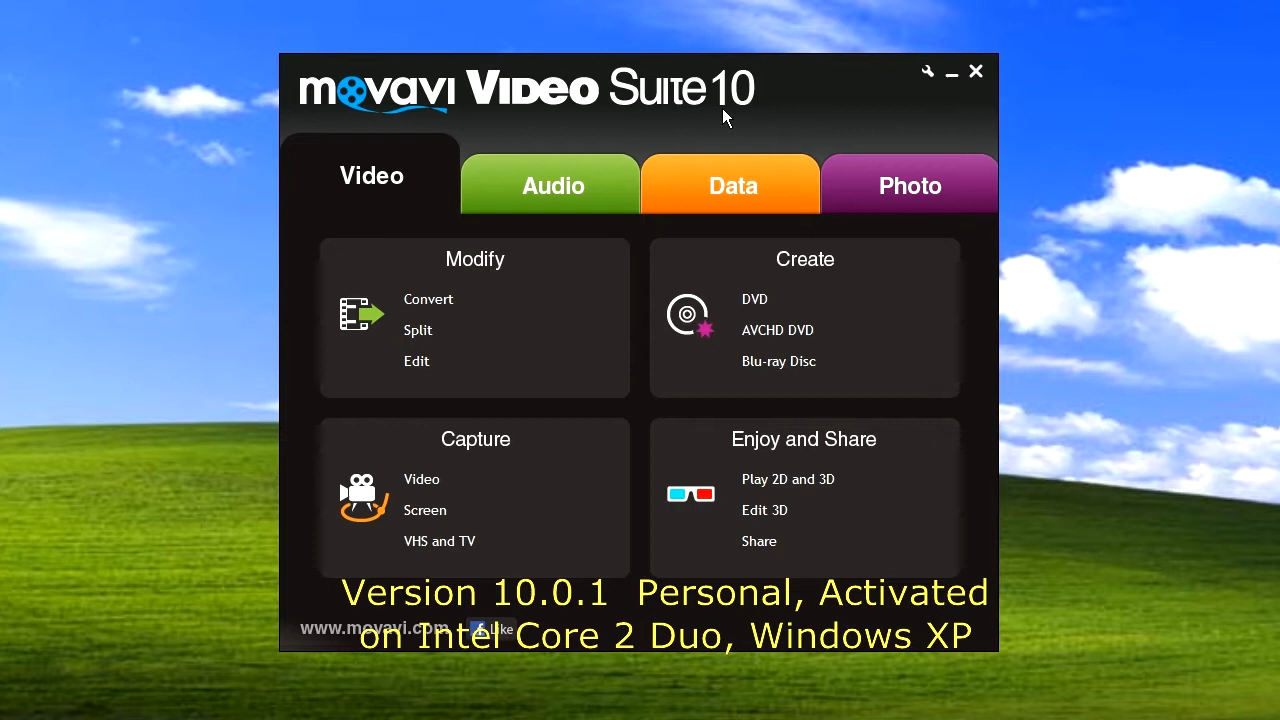 movavi VIDEO SUITE 10
Video
Audio
Data
Photo
Modify
Convert
Split
Edit
Create
DVD
AVCHD DVD
Blu-ray Disc
Capture
Video
Screen
VHS and TV
Enjoy and Share
Play 2D and 3D
Edit 3D
Share
Version 10.0.1 Personal, Activated
www.movavi.com
f Like
on Intel Core 2 Duo, Windows XP